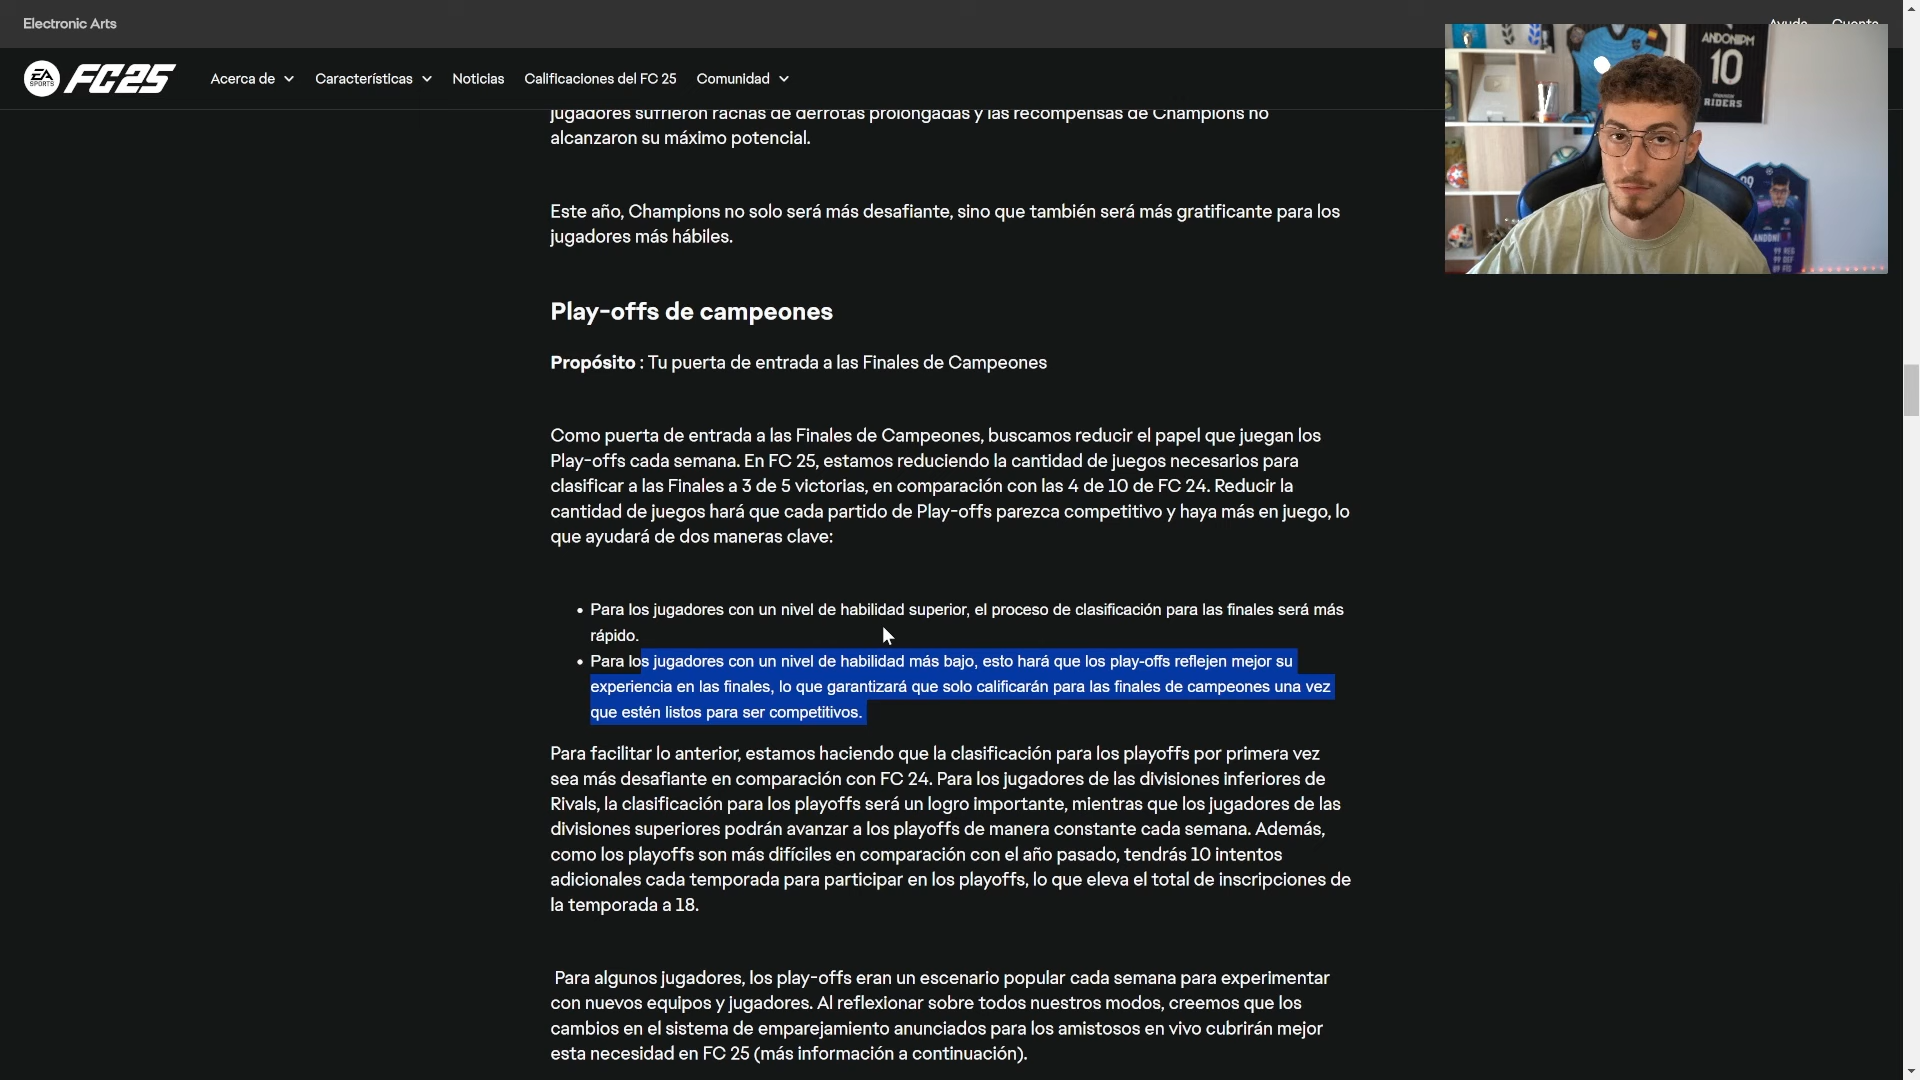 Electronic Arts
Ayuda Cuenta
EA SPORTS FC25 Acerca de Características Noticias Calificaciones del FC 25 Comunidad
jugadores sufrieron rachas de derrotas prolongadas y las recompensas de Champions no
alcanzaron su máximo potencial.
Este año, Champions no solo será más desafiante, sino que también será más gratificante para los
jugadores más hábiles.
Play-offs de campeones
Propósito : Tu puerta de entrada a las Finales de Campeones
Como puerta de entrada a las Finales de Campeones, buscamos reducir el papel que juegan los
Play-offs cada semana. En FC 25, estamos reduciendo la cantidad de juegos necesarios para
clasificar a las Finales a 3 de 5 victorias, en comparación con las 4 de 10 de FC 24. Reducir la
cantidad de juegos hará que cada partido de Play-offs parezca competitivo y haya más en juego, lo
que ayudará de dos maneras clave:
• Para los jugadores con un nivel de habilidad superior, el proceso de clasificación para las finales será más
rápido.
• Para los jugadores con un nivel de habilidad más bajo, esto hará que los play-offs reflejen mejor su
experiencia en las finales, lo que garantizará que solo calificarán para las finales de campeones una vez
que estén listos para ser competitivos.
Para facilitar lo anterior, estamos haciendo que la clasificación para los playoffs por primera vez
sea más desafiante en comparación con FC 24. Para los jugadores de las divisiones inferiores de
Rivals, la clasificación para los playoffs será un logro importante, mientras que los jugadores de las
divisiones superiores podrán avanzar a los playoffs de manera constante cada semana. Además,
como los playoffs son más difíciles en comparación con el año pasado, tendrás 10 intentos
adicionales cada temporada para participar en los playoffs, lo que eleva el total de inscripciones de
la temporada a 18.
Para algunos jugadores, los play-offs eran un escenario popular cada semana para experimentar
con nuevos equipos y jugadores. Al reflexionar sobre todos nuestros modos, creemos que los
cambios en el sistema de emparejamiento anunciados para los amistosos en vivo cubrirán mejor
esta necesidad en FC 25 (más información a continuación).
ANDONIPM
10
RIDERS
99
ANDONI